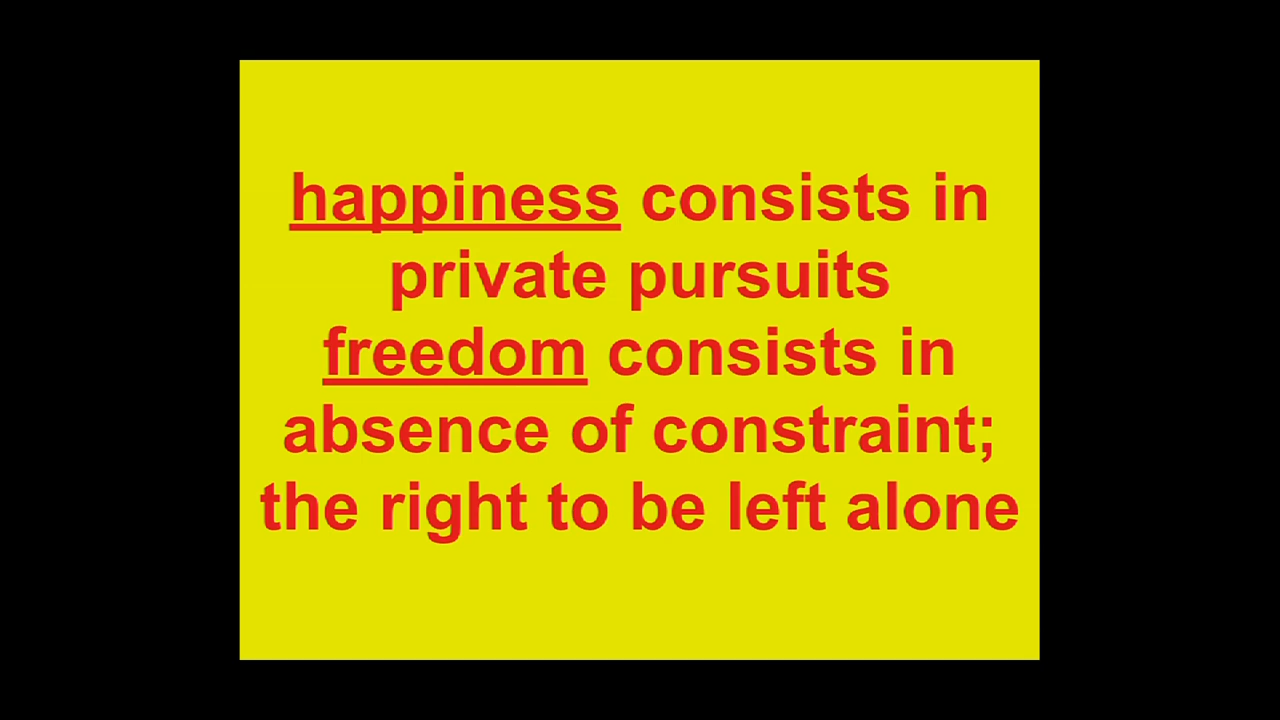 happiness consists in
private pursuits
freedom consists in
absence of constraint;
the right to be left alone